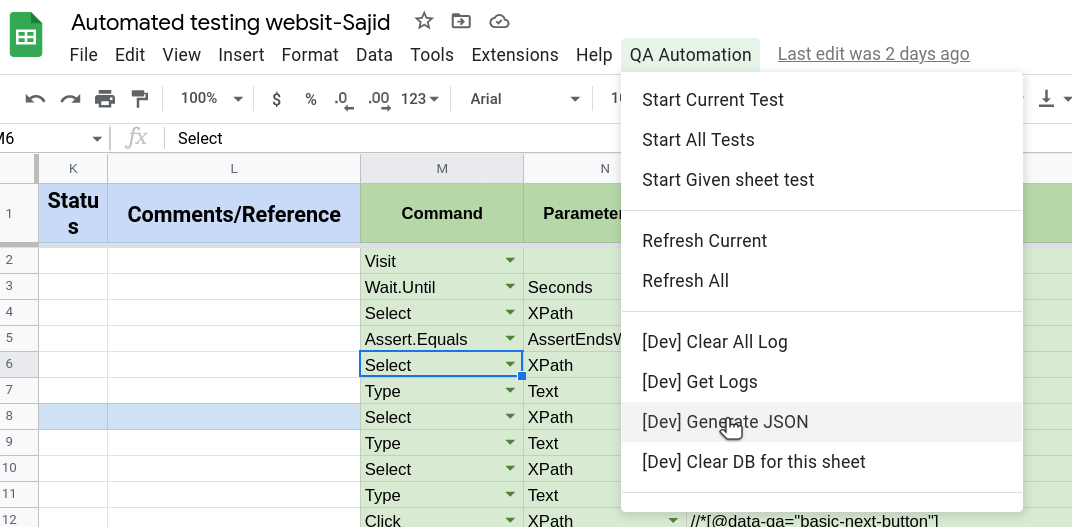 Automated testing websit-Sajid
File Edit View Insert Format Data Tools Extensions Help QA Automation Last edit was 2 days ago
100% $ % .0 .00 123 Arial
M6 fx Select
K L M N
1 Status Comments/Reference Command
2 Visit
3 Wait.Until Seconds
4 Select XPath
5 Assert.Equals
6 Select XPath
7 Type Text
8 Select XPath
9 Type Text
10 Select XPath
11 Type Text
12 Click XPath //*[@data-qa="basic-next-button"]
Start Current Test
Start All Tests
Start Given sheet test
Refresh Current
Refresh All
[Dev] Clear All Log
[Dev] Get Logs
[Dev] Generate JSON
[Dev] Clear DB for this sheet